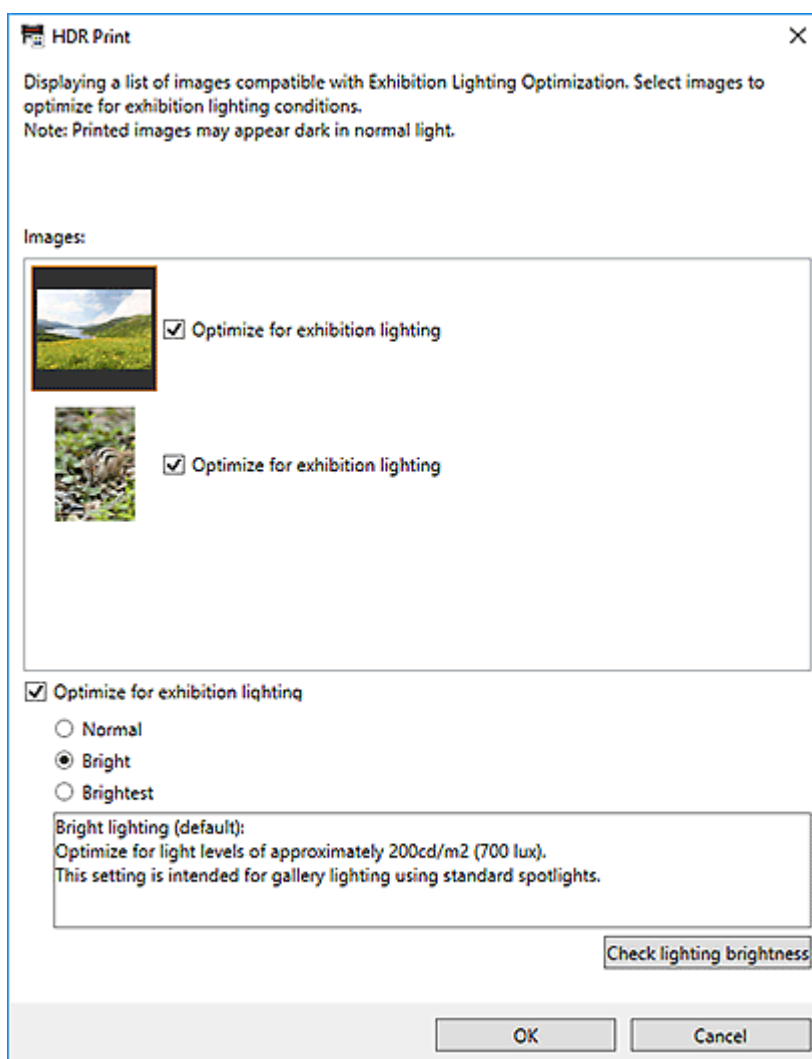 HDR Print
Displaying a list of images compatible with Exhibition Lighting Optimization. Select images to
optimize for exhibition lighting conditions.
Note: Printed images may appear dark in normal light.
Images:
Optimize for exhibition lighting
Optimize for exhibition lighting
Optimize for exhibition lighting
Normal
Bright
Brightest
Bright lighting (default):
Optimize for light levels of approximately 200cd/m2 (700 lux).
This setting is intended for gallery lighting using standard spotlights.
Check lighting brightness
OK
Cancel